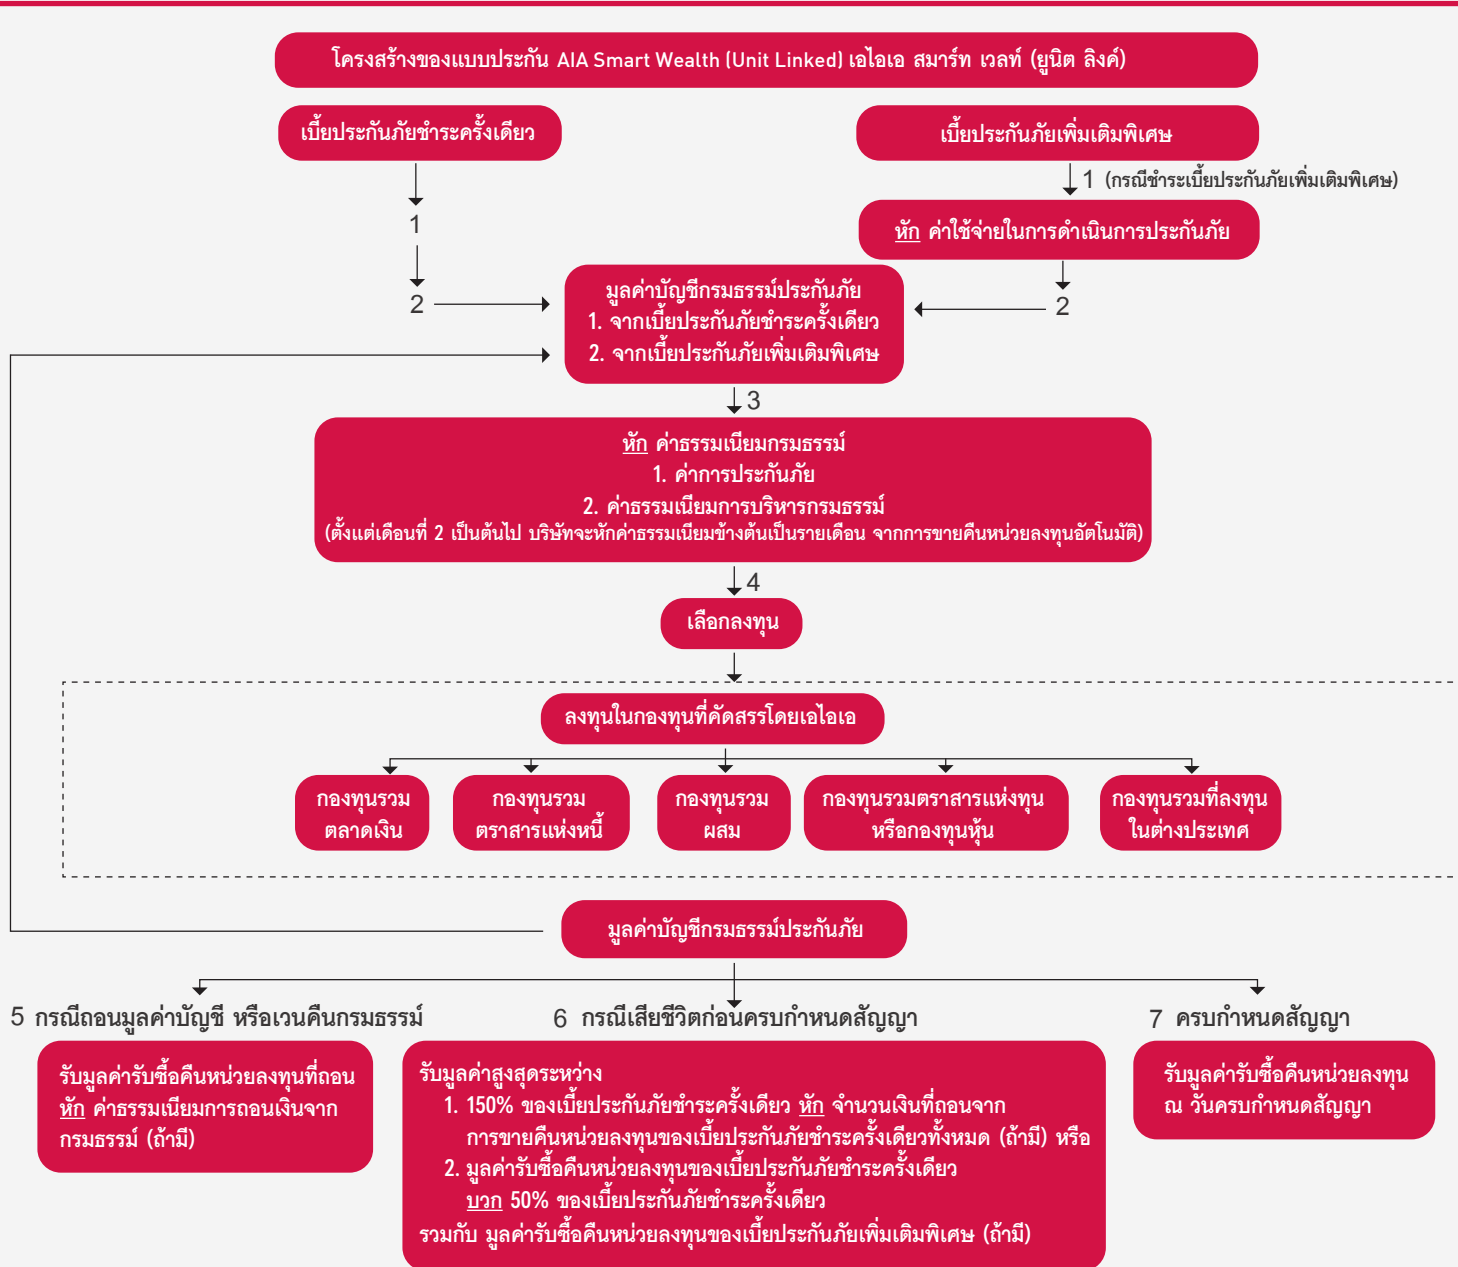 โครงสร้างของแบบประกัน AIA Smart Wealth (Unit Linked) เอไอเอ สมาร์ท เวลท์ (ยูนิต ลิงค์)
เบี้ยประกันภัยชำระครั้งเดียว
เบี้ยประกันภัยเพิ่มเติมพิเศษ
1 (กรณีชำระเบี้ยประกันภัยเพิ่มเติมพิเศษ)
1
หัก ค่าใช้จ่ายในการดำเนินการประกันภัย
2
มูลค่าบัญชีกรมธรรม์ประกันภัย
1. จากเบี้ยประกันภัยชำระครั้งเดียว
2. จากเบี้ยประกันภัยเพิ่มเติมพิเศษ
2
3
หัก ค่าธรรมเนียมกรมธรรม์
1. ค่าการประกันภัย
2. ค่าธรรมเนียมการบริหารกรมธรรม์
(ตั้งแต่เดือนที่ 2 เป็นต้นไป บริษัทจะหักค่าธรรมเนียมข้างต้นเป็นรายเดือน จากการขายคืนหน่วยลงทุนอัตโนมัติ)
4
เลือกลงทุน
ลงทุนในกองทุนที่คัดสรรโดยเอไอเอ
กองทุนรวม
ตลาดเงิน
กองทุนรวม
ตราสารแห่งหนี้
กองทุนรวม
ผสม
กองทุนรวมตราสารแห่งทุน
หรือกองทุนหุ้น
กองทุนรวมที่ลงทุน
ในต่างประเทศ
มูลค่าบัญชีกรมธรรม์ประกันภัย
5 กรณีถอนมูลค่าบัญชี หรือเวนคืนกรมธรรม์
รับมูลค่ารับซื้อคืนหน่วยลงทุนที่ถอน
หัก ค่าธรรมเนียมการถอนเงินจาก
กรมธรรม์ (ถ้ามี)
6 กรณีเสียชีวิตก่อนครบกำหนดสัญญา
รับมูลค่าสูงสุดระหว่าง
1. 150% ของเบี้ยประกันภัยชำระครั้งเดียว หัก จำนวนเงินที่ถอนจาก
การขายคืนหน่วยลงทุนของเบี้ยประกันภัยชำระครั้งเดียวทั้งหมด (ถ้ามี) หรือ
2. มูลค่ารับซื้อคืนหน่วยลงทุนของเบี้ยประกันภัยชำระครั้งเดียว
บวก 50% ของเบี้ยประกันภัยชำระครั้งเดียว
รวมกับ มูลค่ารับซื้อคืนหน่วยลงทุนของเบี้ยประกันภัยเพิ่มเติมพิเศษ (ถ้ามี)
7 ครบกำหนดสัญญา
รับมูลค่ารับซื้อคืนหน่วยลงทุน
ณ วันครบกำหนดสัญญา